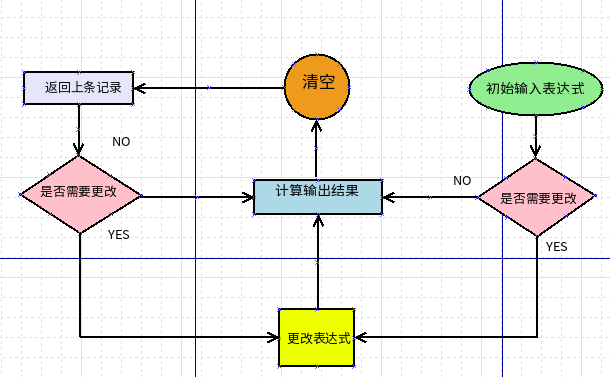 清空
返回上条记录
初始输入表达式
NO
是否需要更改
计算输出结果
NO
是否需要更改
YES
YES
更改表达式